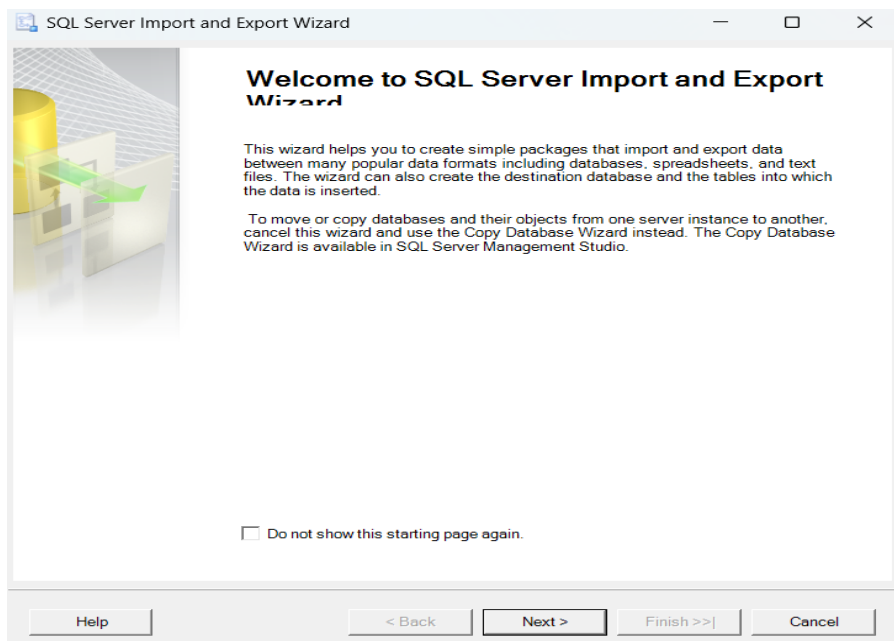 SQL Server Import and Export Wizard
Welcome to SQL Server Import and Export
Wizard
This wizard helps you to create simple packages that import and export data
between many popular data formats including databases, spreadsheets, and text
files. The wizard can also create the destination database and the tables into which
the data is inserted.
To move or copy databases and their objects from one server instance to another,
cancel this wizard and use the Copy Database Wizard instead. The Copy Database
Wizard is available in SQL Server Management Studio.
Do not show this starting page again.
Help < Back Next > Finish >>| Cancel